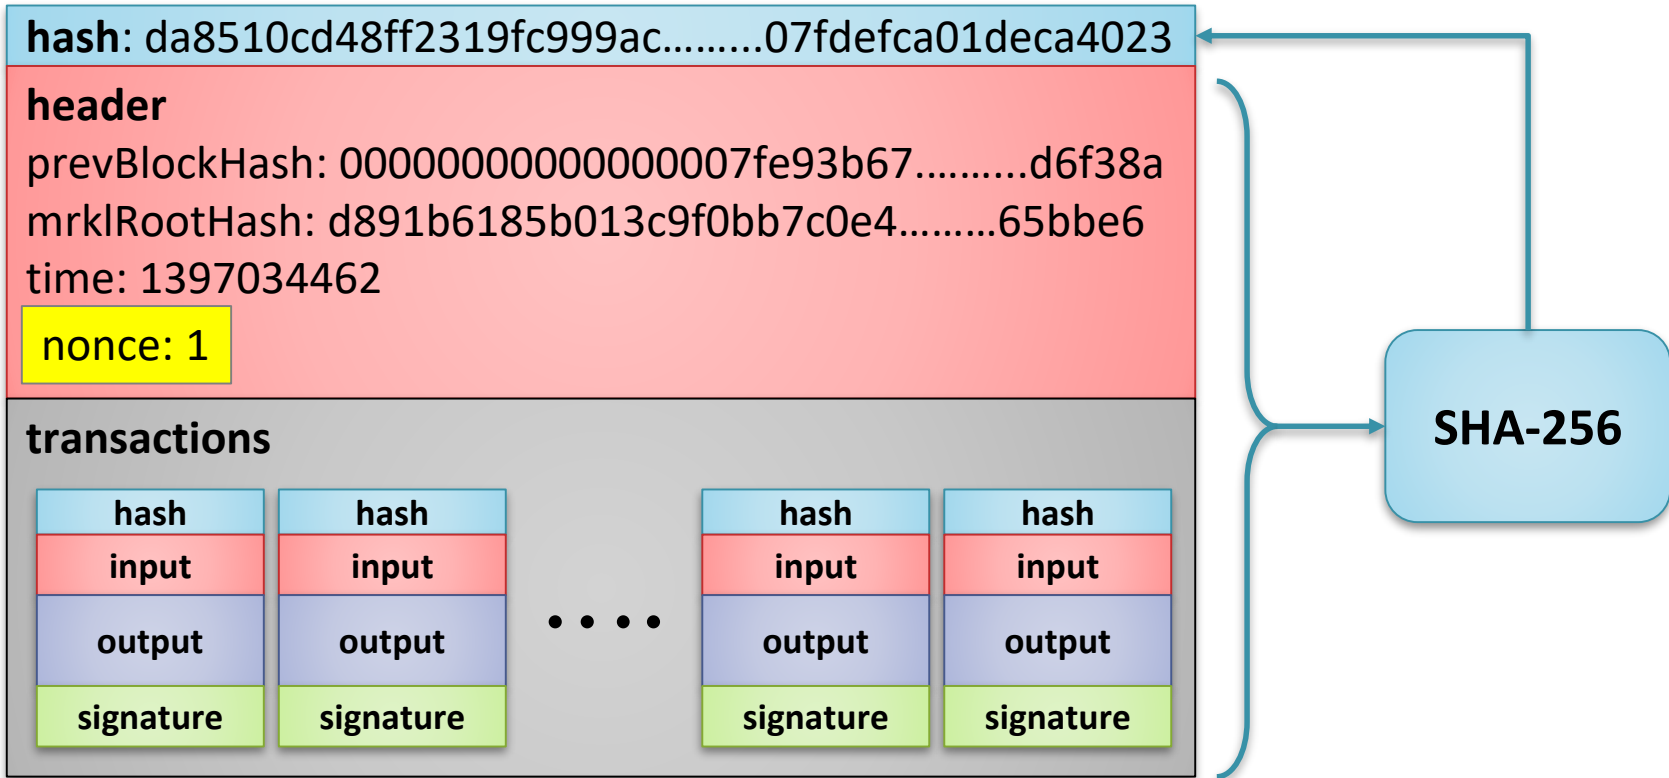 hash: da8510cd48ff2319fc999ac.........07fdefca01deca4023
header
prevBlockHash: 00000000000000007fe93b67..........d6f38a
mrklRootHash: d891b6185b013c9f0bb7c0e4.........65bbe6
time: 1397034462
nonce: 1
SHA-256
transactions
hash hash hash hash
input input input input
output output . . . . output output
signature signature signature signature